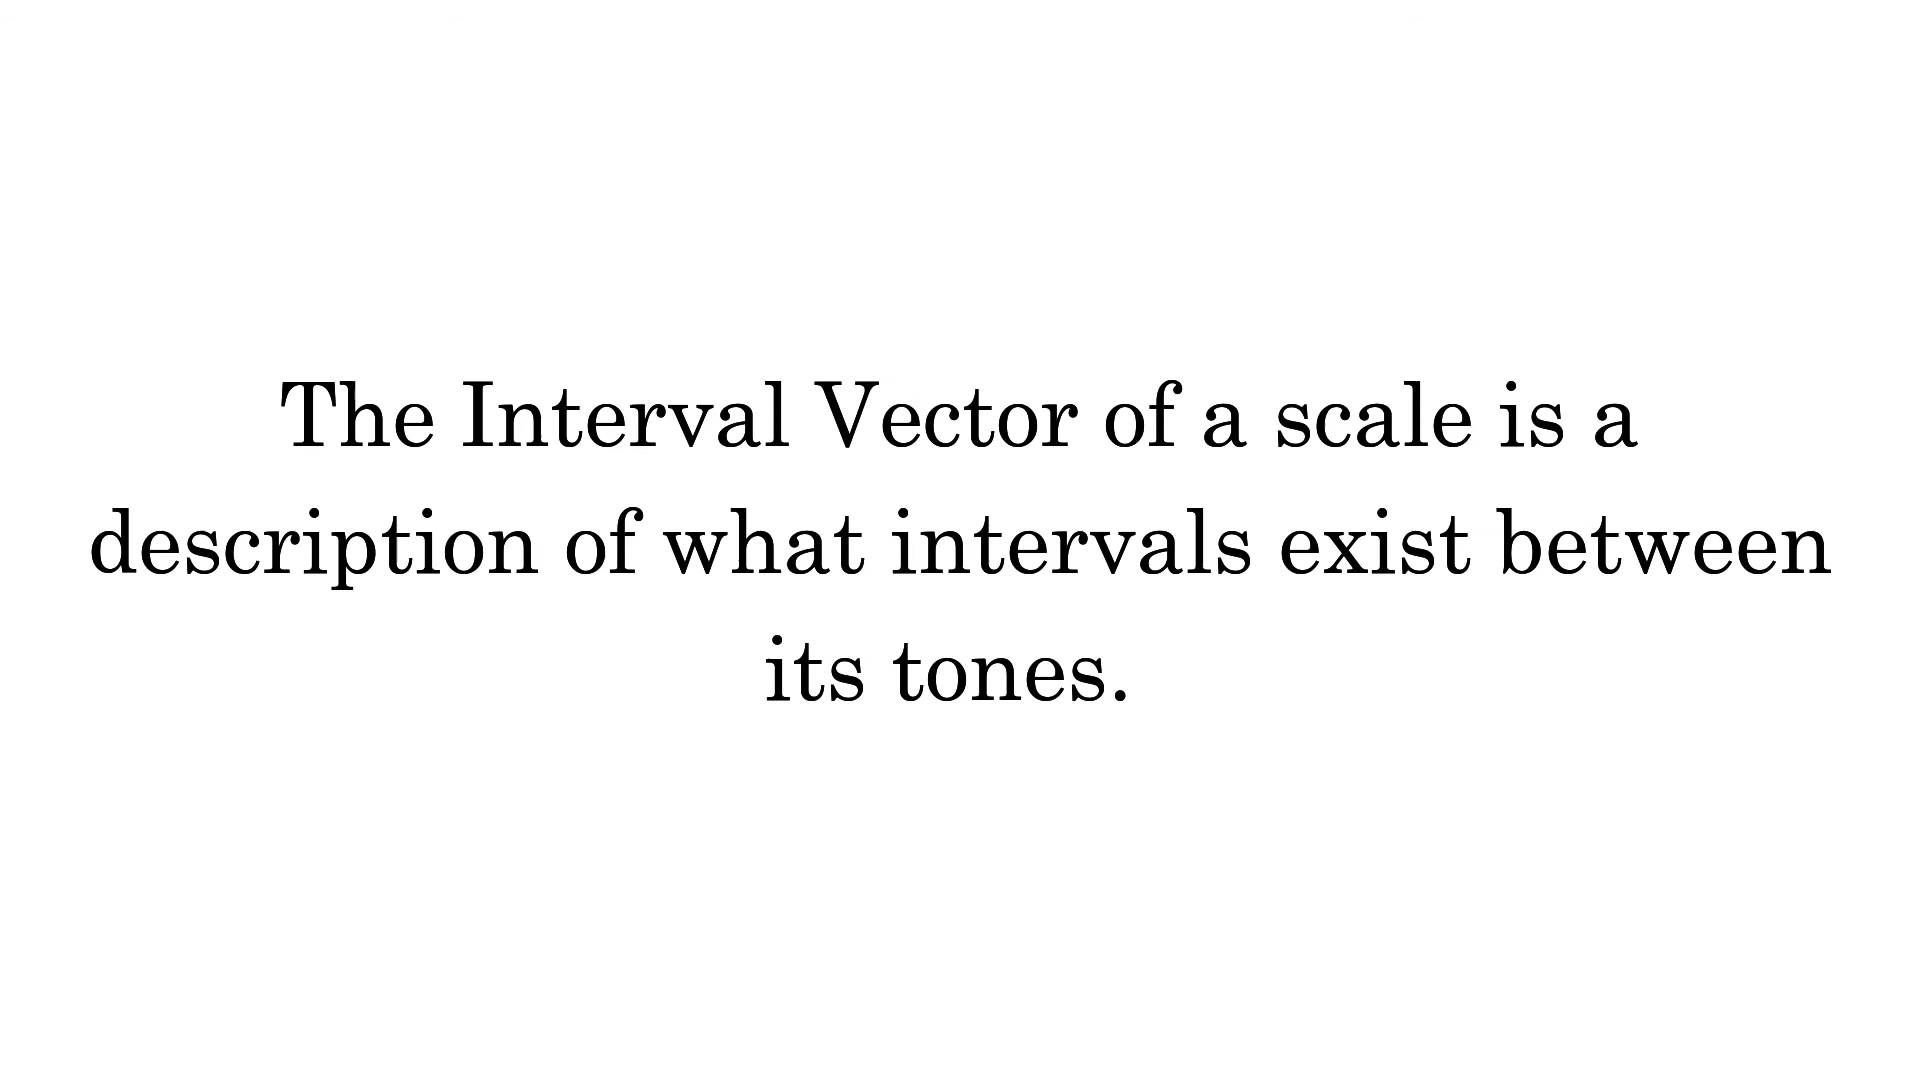 The Interval Vector of a scale is a
description of what intervals exist between
its tones.